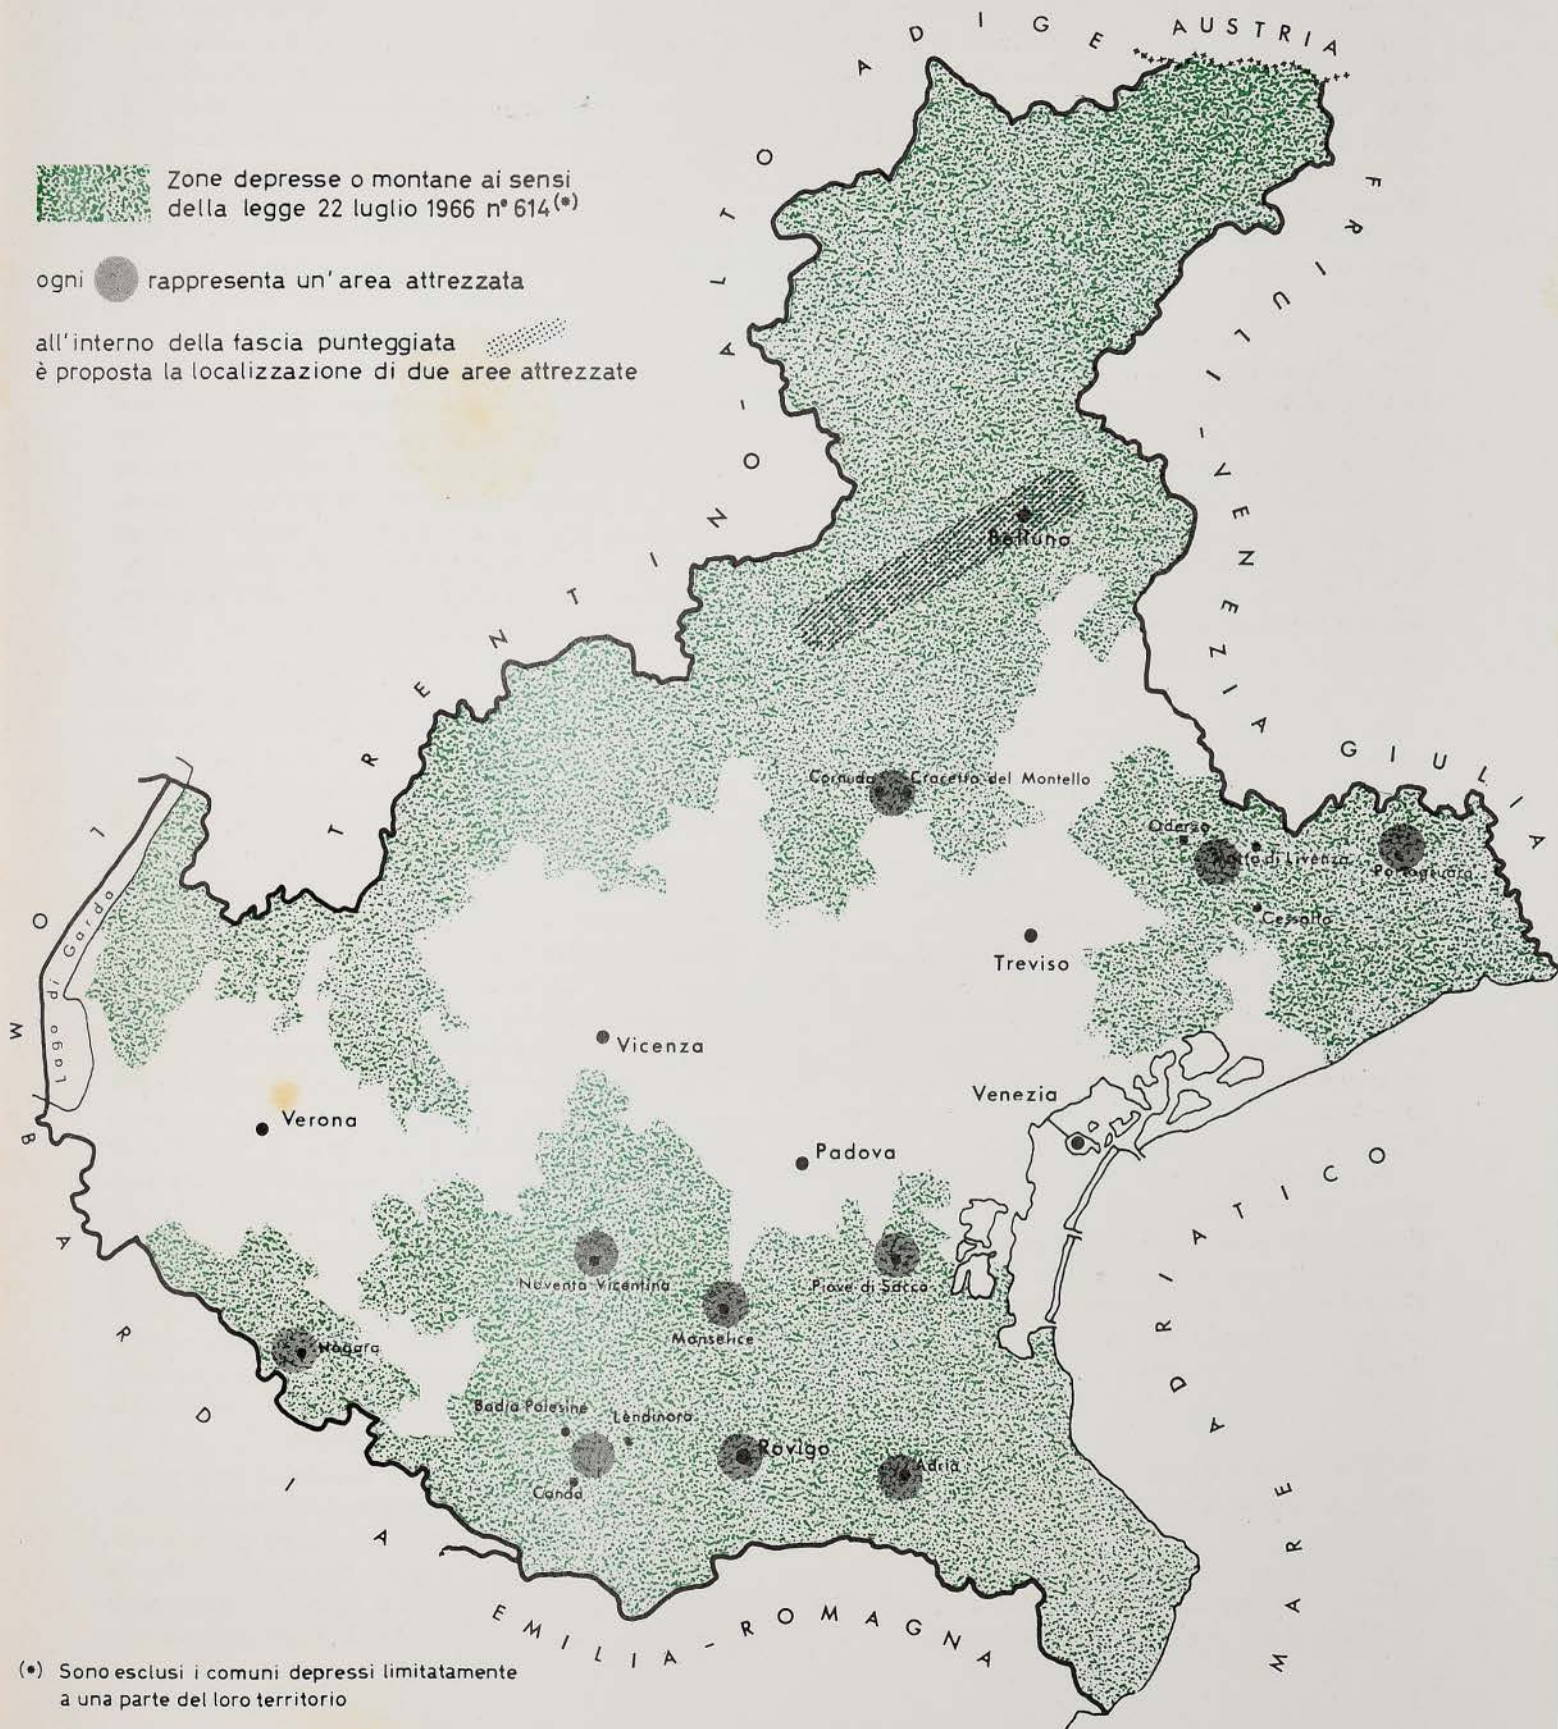 AUSTRIA
TRENTINO-ALTO ADIGE
FRIULI-VENEZIA GIULIA
Zone depresse o montane ai sensi
della legge 22 luglio 1966 n° 614(•)
ogni rappresenta un'area attrezzata
all'interno della fascia punteggiata
è proposta la localizzazione di due aree attrezzate
Belluno
Cornuda
Crocetta del Montello
Oderzo
Motta di Livenza
Portogruaro
Cessalto
Treviso
Lago di Garda
Vicenza
Venezia
Verona
Padova
LOMBARDIA
MARE ADRIATICO
Noventa Vicentina
Piove di Sacco
Monselice
Nogara
Badia Polesine
Lendinara
Rovigo
Adria
Canda
EMILIA-ROMAGNA
(•) Sono esclusi i comuni depressi limitatamente
a una parte del loro territorio